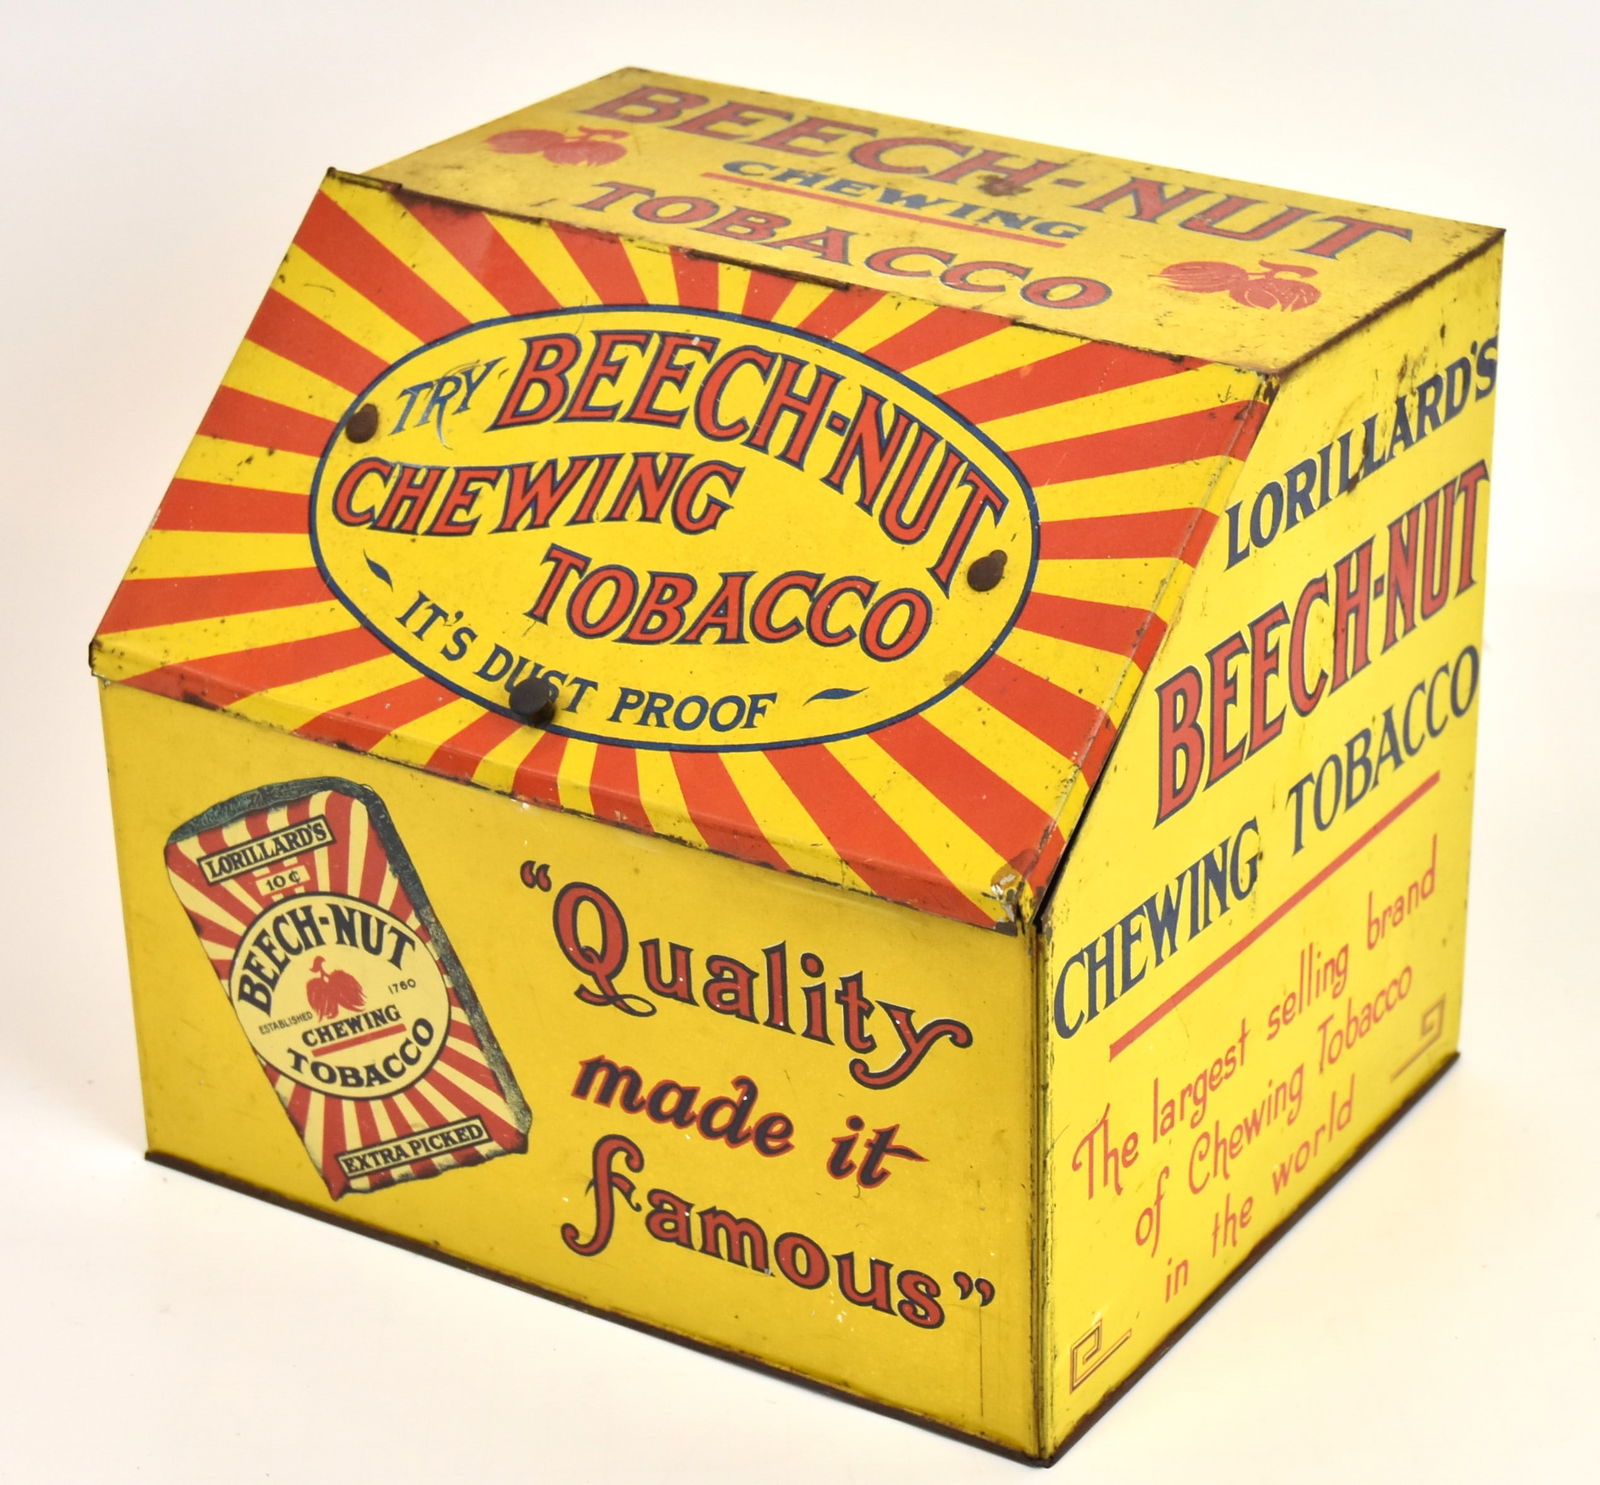 BEECH-NUT
CHEWING
TOBACCO
TRY BEECH-NUT
CHEWING
TOBACCO
IT'S DUST PROOF
LORILLARD'S
10¢
BEECH-NUT
ESTABLISHED 1760
CHEWING
TOBACCO
EXTRA PICKED
“Quality
made it
famous”
LORILLARD'S
BEECH-NUT
CHEWING TOBACCO
The largest selling brand
of Chewing Tobacco
in the world